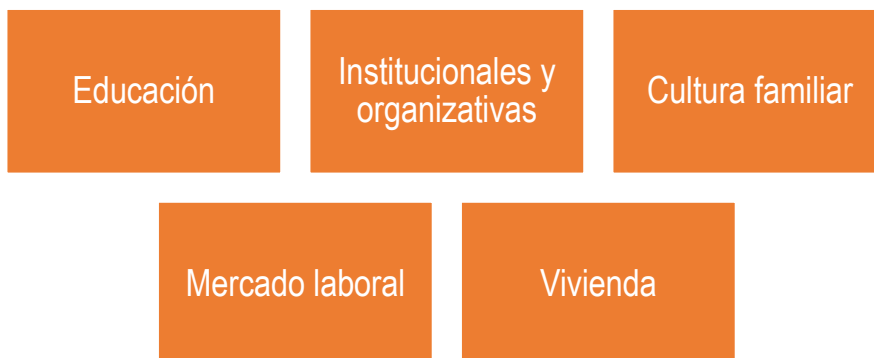 Educación
Institucionales y
organizativas
Cultura familiar
Mercado laboral
Vivienda